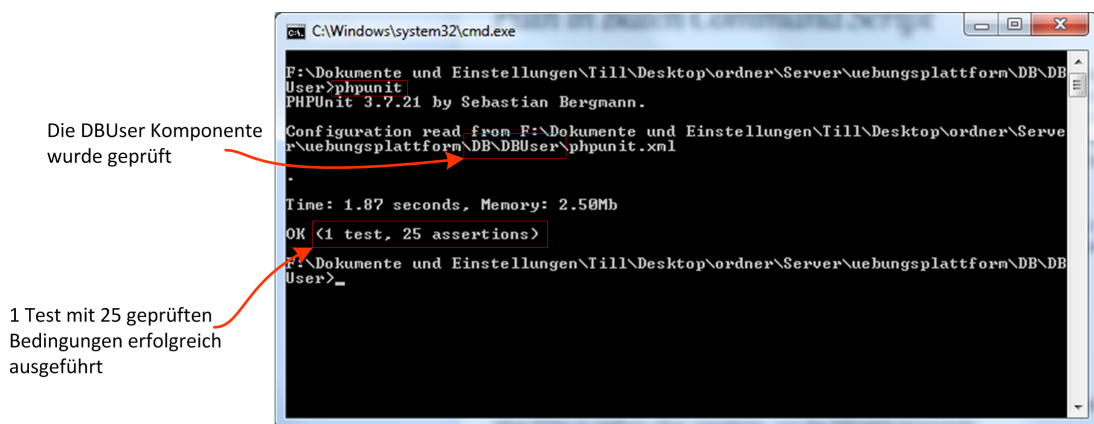 C:\Windows\system32\cmd.exe
F:\Dokumente und Einstellungen\Till\Desktop\ordner\Server\uebungsplattform\DB\DB
User>phpunit
PHPUnit 3.7.21 by Sebastian Bergmann.
Configuration read from F:\Dokumente und Einstellungen\Till\Desktop\ordner\Serve
r\uebungsplattform\DB\DBUser\phpunit.xml
.
Time: 1.87 seconds, Memory: 2.50Mb
OK (1 test, 25 assertions)
F:\Dokumente und Einstellungen\Till\Desktop\ordner\Server\uebungsplattform\DB\DB
User>_
Die DBUser Komponente
wurde geprüft
1 Test mit 25 geprüften
Bedingungen erfolgreich
ausgeführt